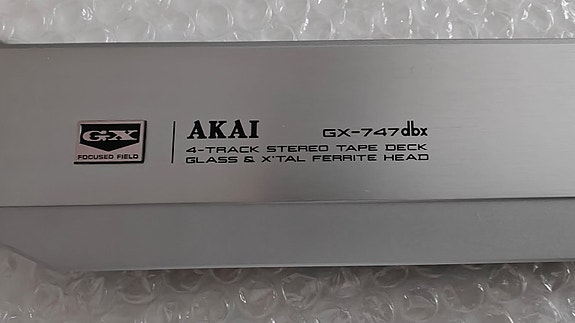 GX
FOCUSED FIELD
AKAI GX-747dbx
4-TRACK STEREO TAPE DECK
GLASS & X'TAL FERRITE HEAD